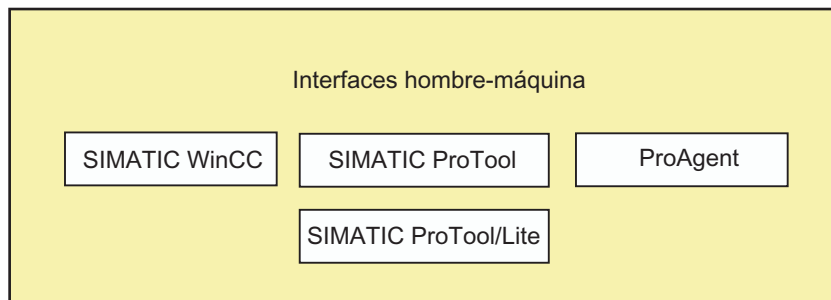 Interfaces hombre-máquina
SIMATIC WinCC
SIMATIC ProTool
ProAgent
SIMATIC ProTool/Lite